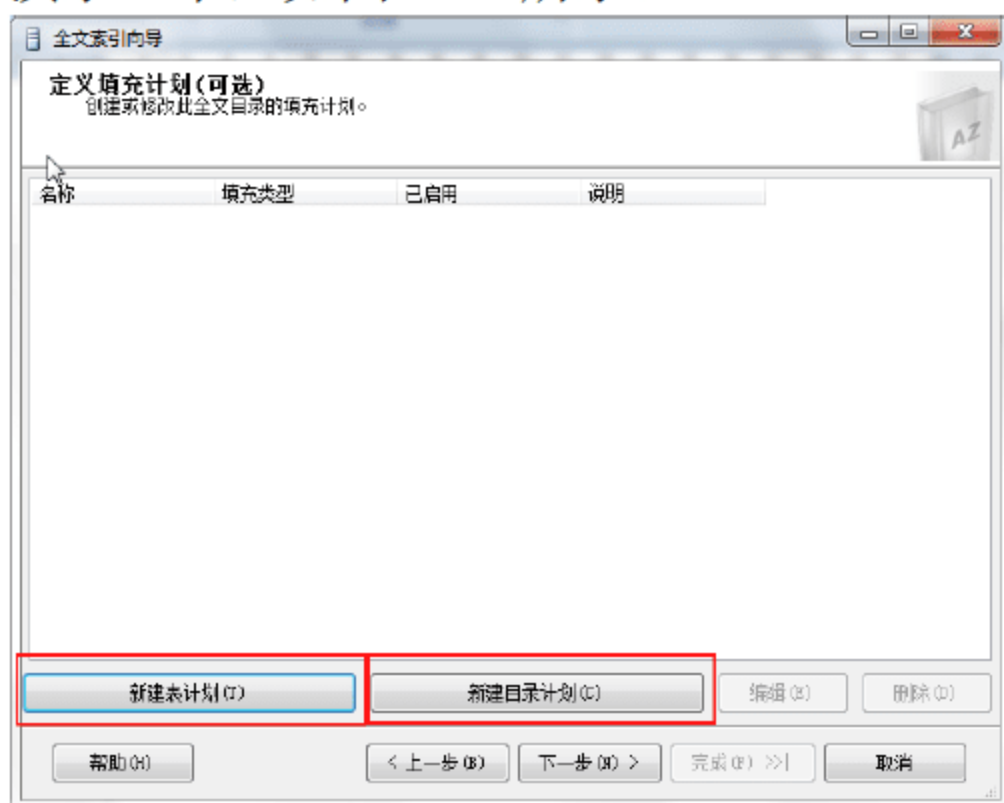 全文索引向导
定义填充计划(可选)
创建或修改此全文目录的填充计划。
AZ
名称 填充类型 已启用 说明
新建表计划(T) 新建目录计划(C) 编辑(E) 删除(D)
帮助(H) < 上一步(B) 下一步(N) > 完成(F) >>| 取消